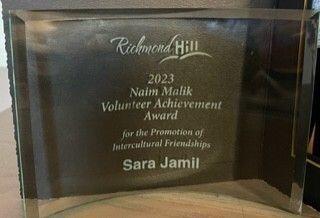 Richmond Hill
2023
Naim Malik
Volunteer Achievement
Award
for the Promotion of
Intercultural Friendships
Sara Jamil